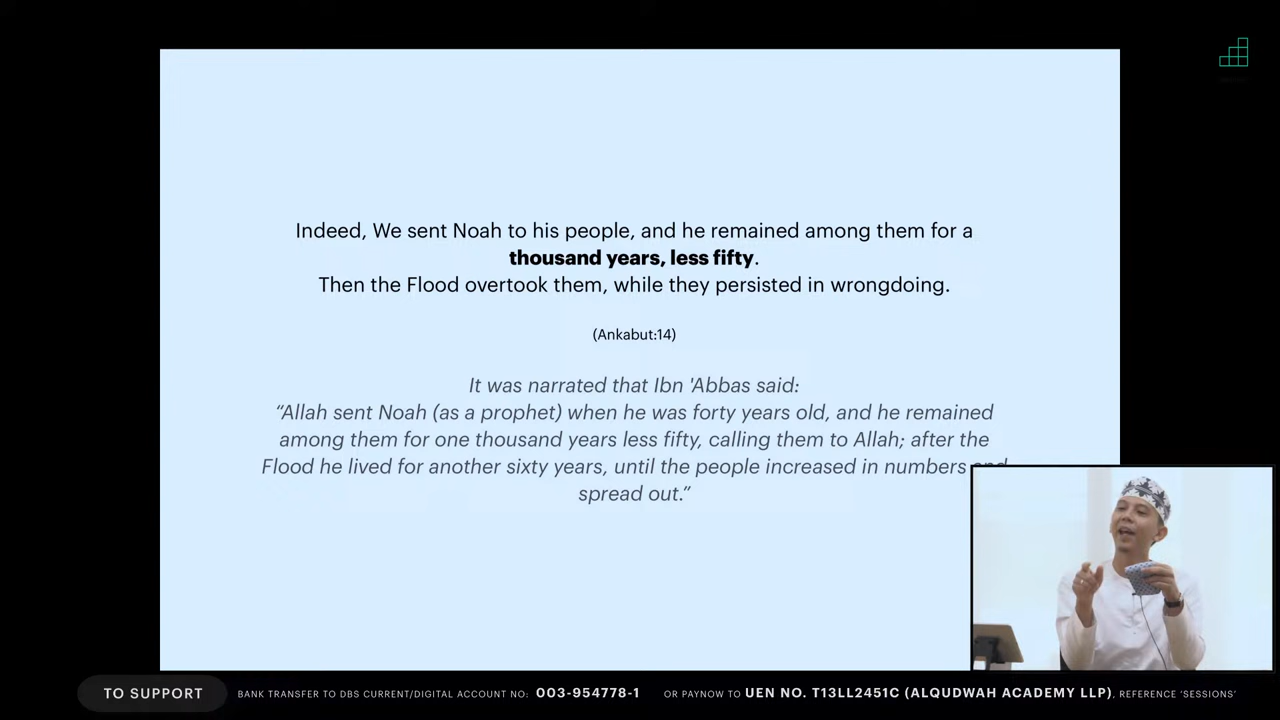 Indeed, We sent Noah to his people, and he remained among them for a
thousand years, less fifty.
Then the Flood overtook them, while they persisted in wrongdoing.
(Ankabut:14)
It was narrated that Ibn 'Abbas said:
“Allah sent Noah (as a prophet) when he was forty years old, and he remained
among them for one thousand years less fifty, calling them to Allah; after the
Flood he lived for another sixty years, until the people increased in numbers and
spread out.”
TO SUPPORT BANK TRANSFER TO DBS CURRENT/DIGITAL ACCOUNT NO: 003-954778-1 OR PAYNOW TO UEN NO. T13LL2451C (ALQUDWAH ACADEMY LLP), REFERENCE ‘SESSIONS’